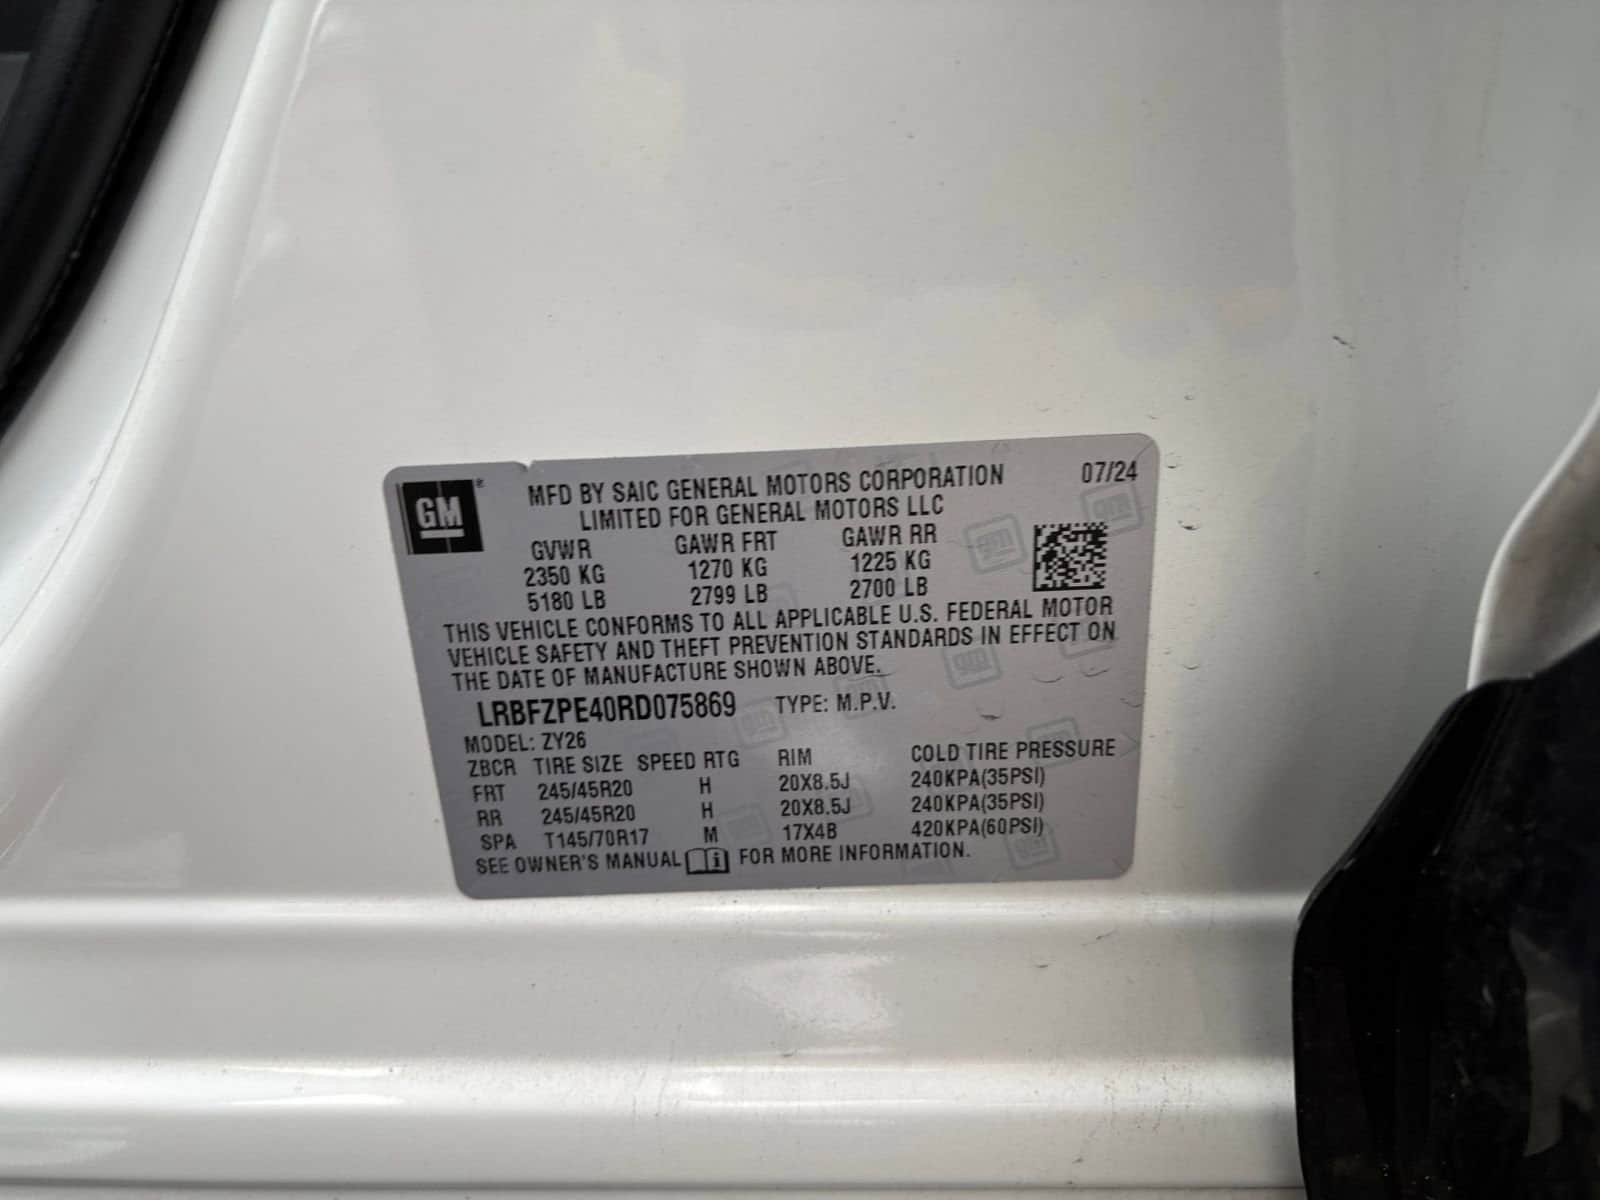 GM
MFD BY SAIC GENERAL MOTORS CORPORATION 07/24
LIMITED FOR GENERAL MOTORS LLC
GVWR GAWR FRT GAWR RR
2350 KG 1270 KG 1225 KG
5180 LB 2799 LB 2700 LB
THIS VEHICLE CONFORMS TO ALL APPLICABLE U.S. FEDERAL MOTOR
VEHICLE SAFETY AND THEFT PREVENTION STANDARDS IN EFFECT ON
THE DATE OF MANUFACTURE SHOWN ABOVE.
LRBFZPE40RD075869 TYPE: M.P.V.
MODEL: ZY26
ZBCR TIRE SIZE SPEED RTG RIM COLD TIRE PRESSURE
FRT 245/45R20 H 20X8.5J 240KPA(35PSI)
RR 245/45R20 H 20X8.5J 240KPA(35PSI)
SPA T145/70R17 M 17X4B 420KPA(60PSI)
SEE OWNER'S MANUAL FOR MORE INFORMATION.